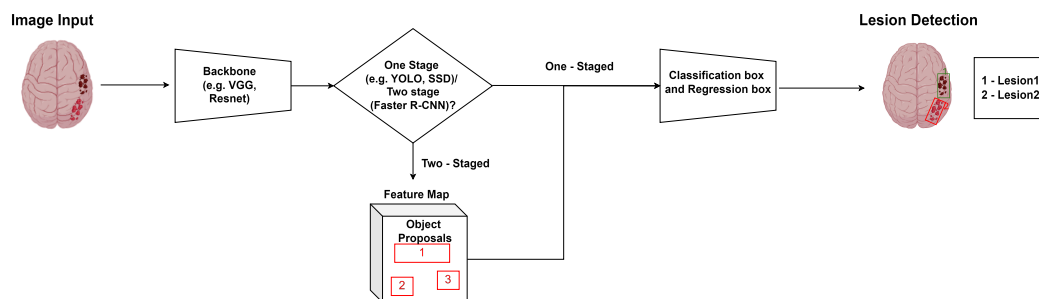 Image Input
Lesion Detection
Backbone
(e.g. VGG,
Resnet)
One Stage
(e.g. YOLO, SSD)/
Two stage
(Faster R-CNN)?
One - Staged
Classification box
and Regression box
1 - Lesion1
2 - Lesion2
Two - Staged
Feature Map
Object
Proposals
1
2
3